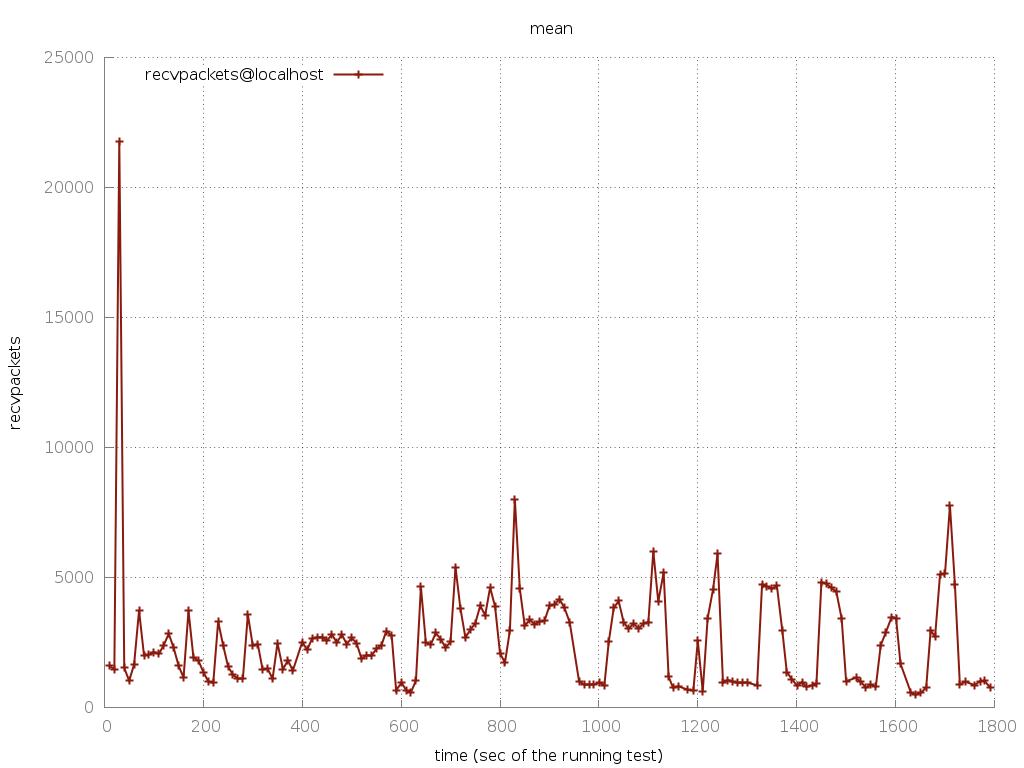 mean
recvpackets@localhost
25000
20000
15000
10000
5000
0
recvpackets
0 200 400 600 800 1000 1200 1400 1600 1800
time (sec of the running test)